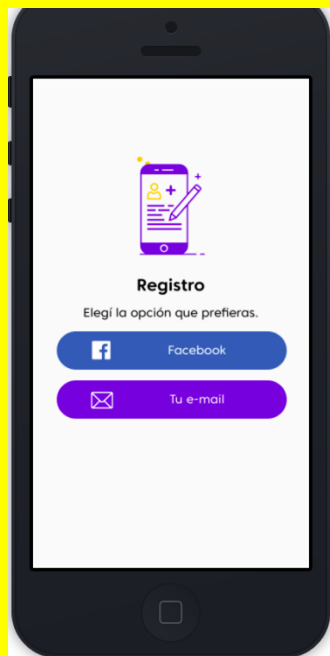 Registro
Elegí la opción que prefieras.
Facebook
Tu e-mail